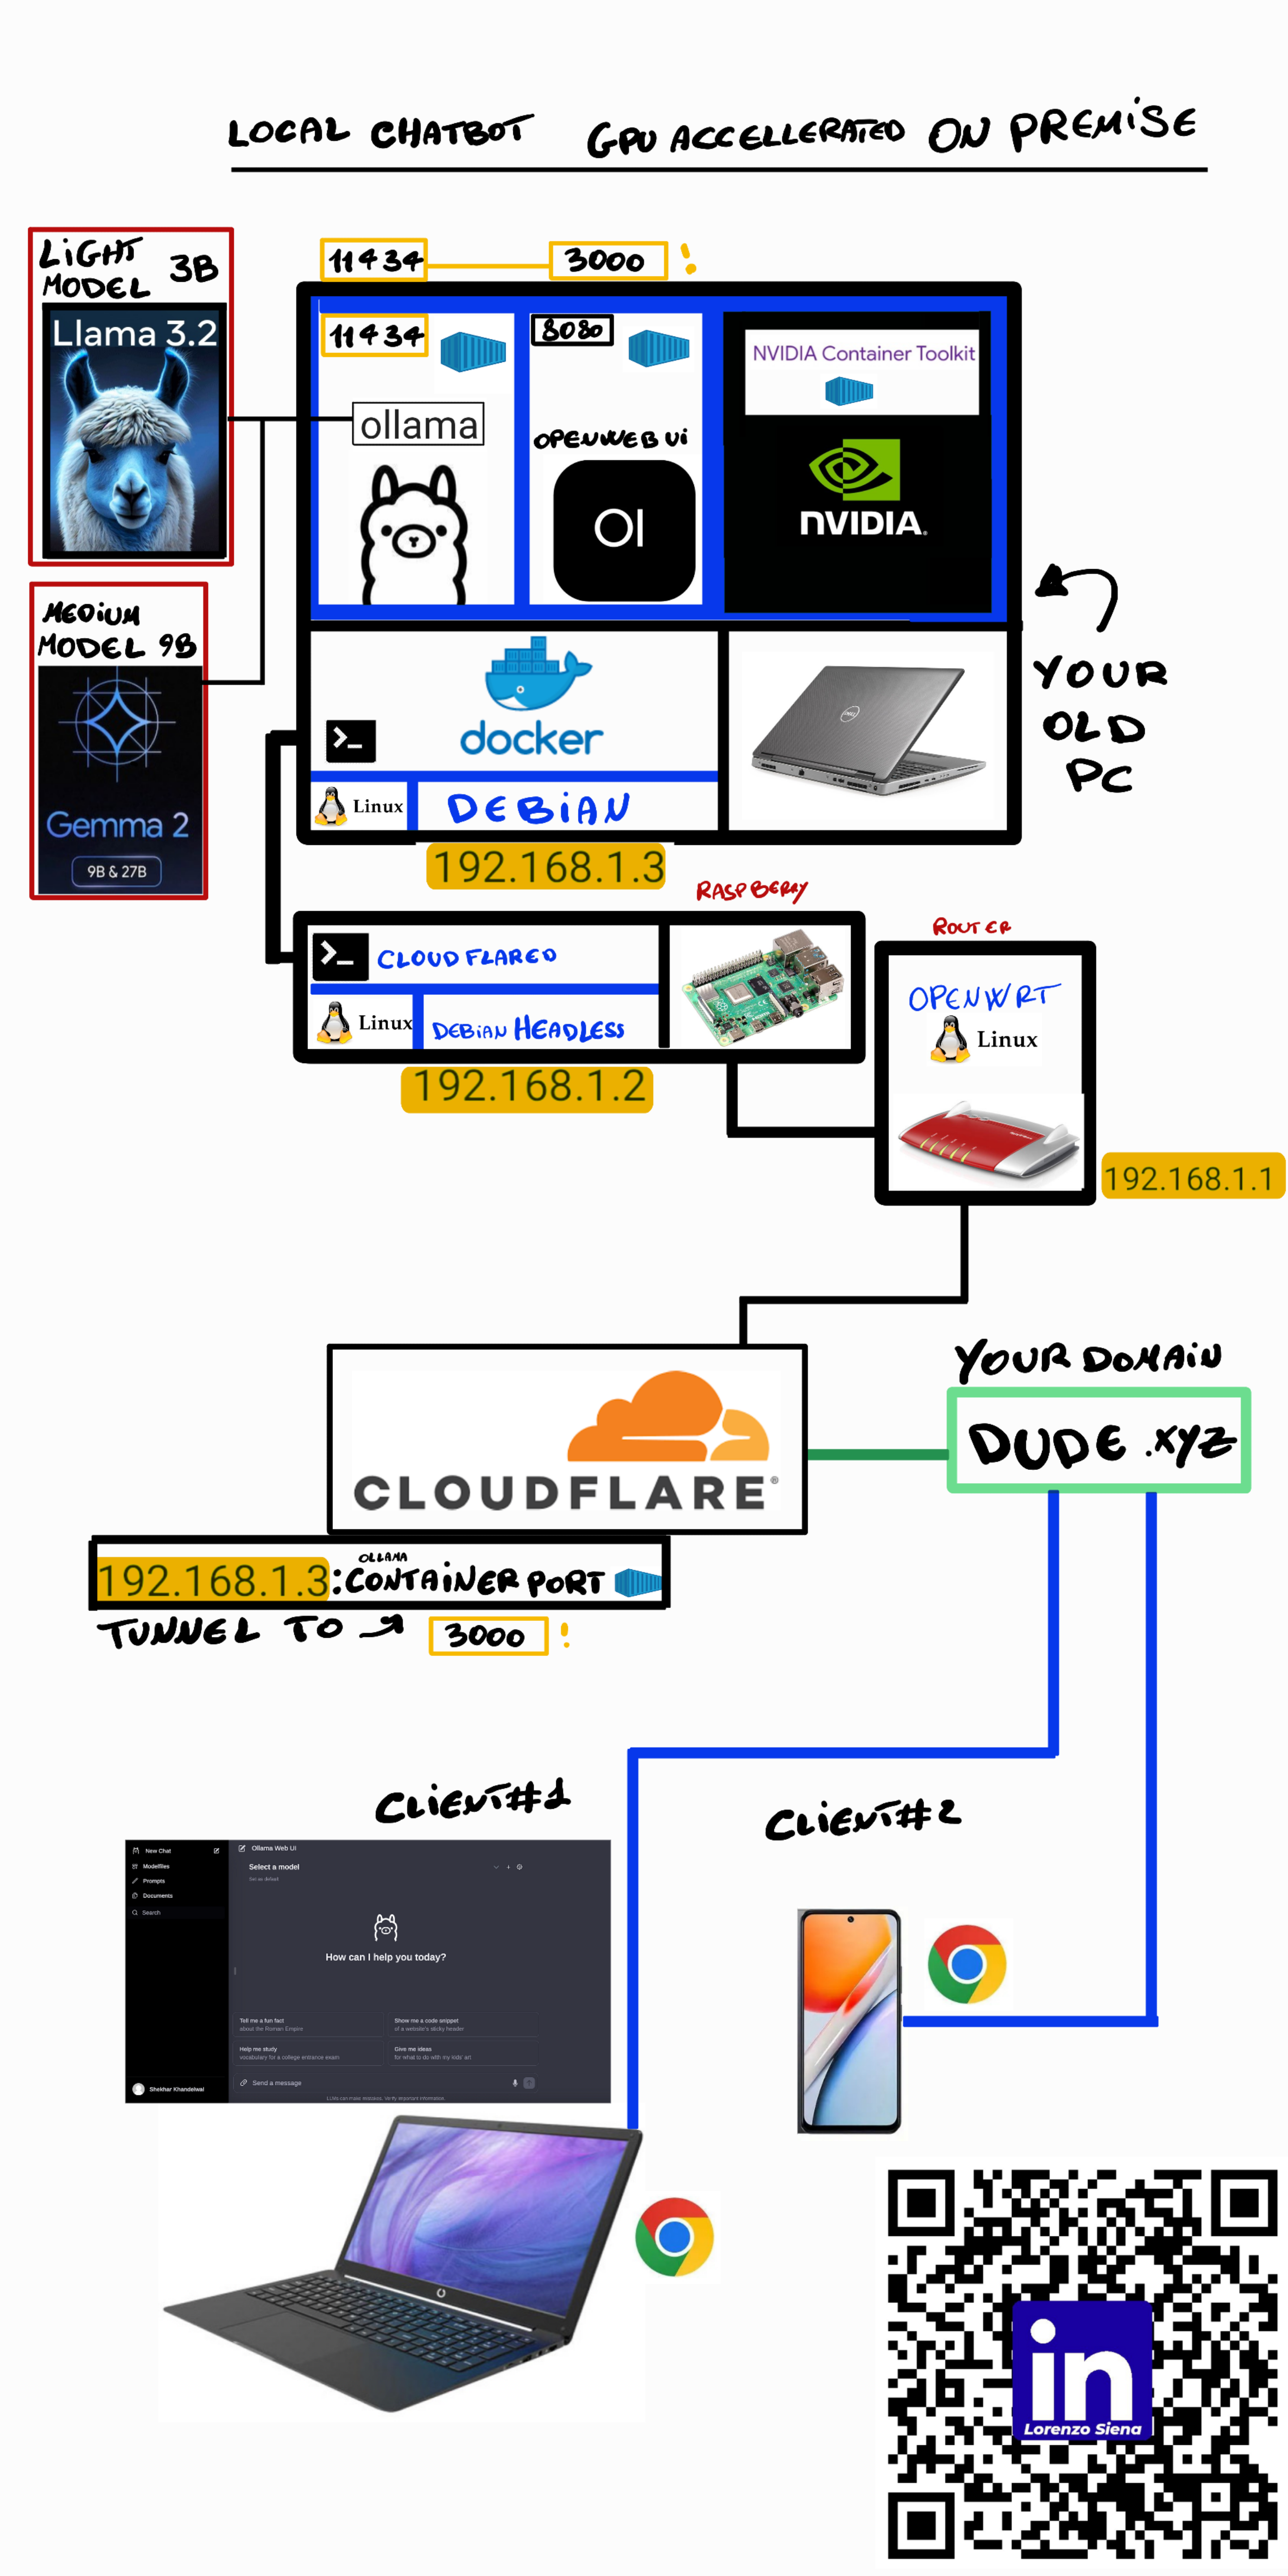 LOCAL CHATBOT GPU ACCELLERATED ON PREMISE
LIGHT
MODEL 3B
Llama 3.2
MEDIUM
MODEL 9B
Gemma 2
9B & 27B
11434
3000 !
11434
8080
ollama
OPENWEB Ui
OI
NVIDIA Container Toolkit
NVIDIA.
docker
>_
Linux
DEBIAN
DELL
YOUR
OLD
PC
192.168.1.3
RASPBERRY
>_
CLOUDFLARED
Linux
DEBIAN HEADLESS
192.168.1.2
ROUTER
OPENWRT
Linux
192.168.1.1
CLOUDFLARE®
YOUR DOMAIN
DUDE .xyz
OLLAMA
192.168.1.3:CONTAINER PORT
TUNNEL TO
3000 !
CLIENT#1
New Chat
Modelfiles
Prompts
Documents
Search
Shekhar Khandelwal
Ollama Web UI
Select a model
Set as default
How can I help you today?
Tell me a fun fact
about the Roman Empire
Show me a code snippet
of a website's sticky header
Help me study
vocabulary for a college entrance exam
Give me ideas
for what to do with my kids' art
Send a message
LLMs can make mistakes. Verify important information.
CLIENT#2
in
Lorenzo Siena